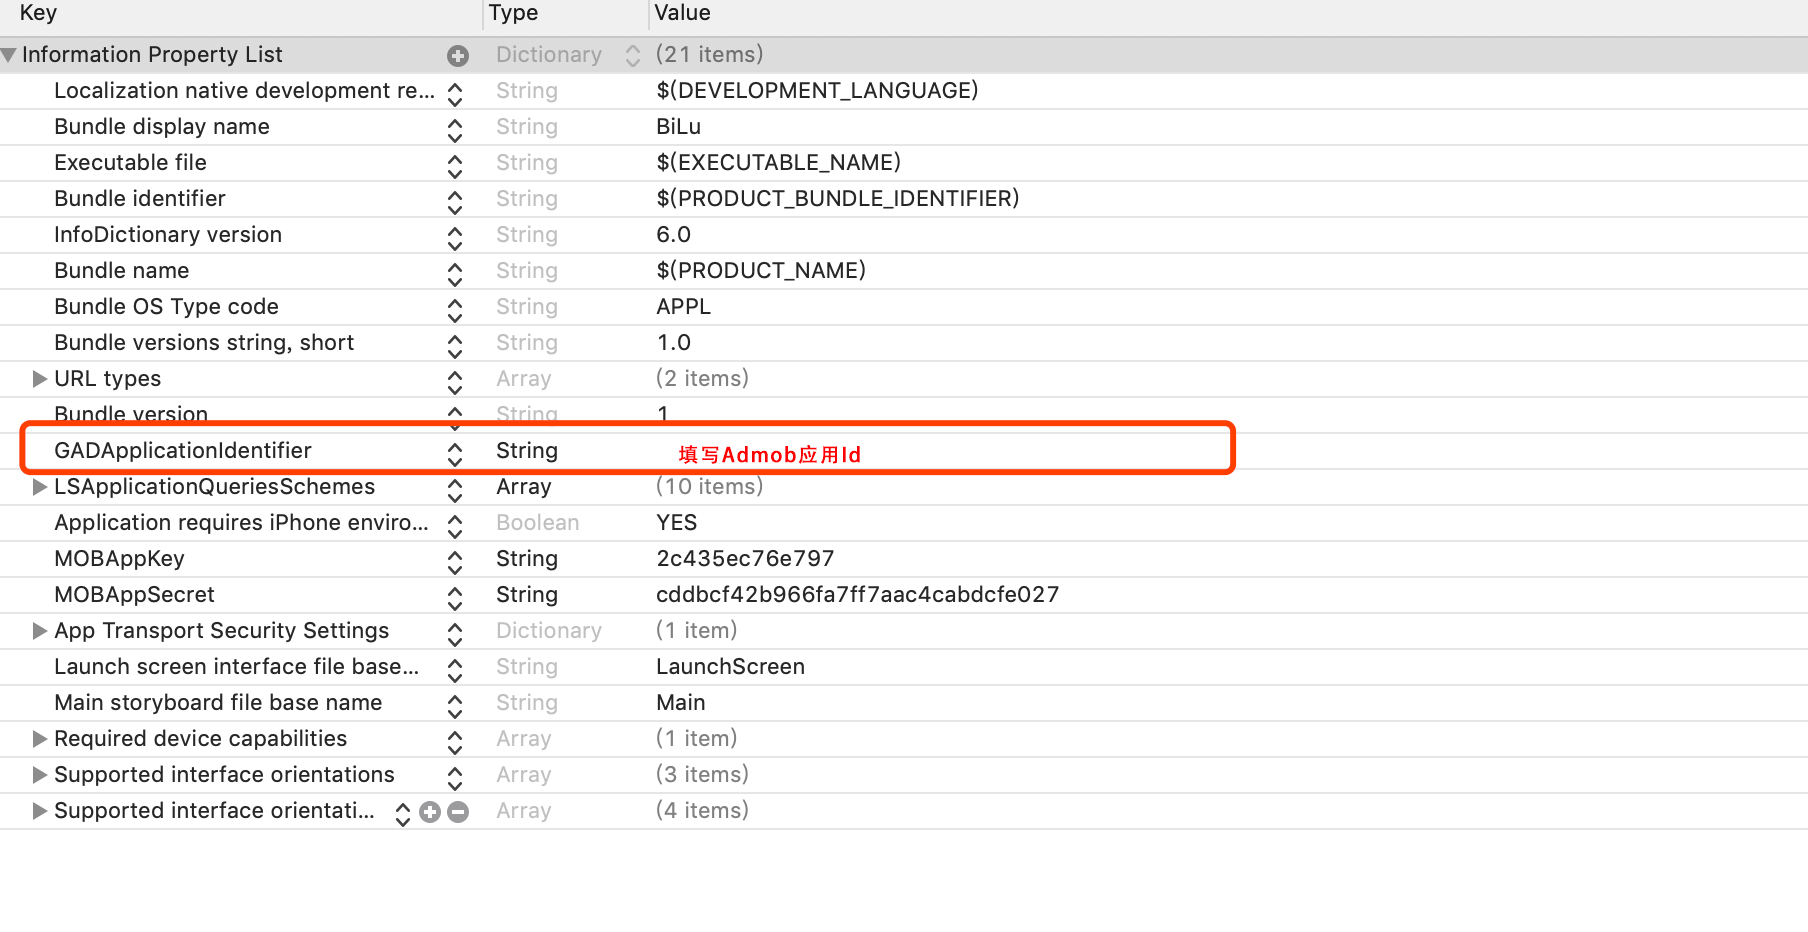 Key Type Value
Information Property List Dictionary (21 items)
Localization native development re... String $(DEVELOPMENT_LANGUAGE)
Bundle display name String BiLu
Executable file String $(EXECUTABLE_NAME)
Bundle identifier String $(PRODUCT_BUNDLE_IDENTIFIER)
InfoDictionary version String 6.0
Bundle name String $(PRODUCT_NAME)
Bundle OS Type code String APPL
Bundle versions string, short String 1.0
URL types Array (2 items)
Bundle version String 1
GADApplicationIdentifier String 填写Admob应用Id
LSApplicationQueriesSchemes Array (10 items)
Application requires iPhone enviro... Boolean YES
MOBAppKey String 2c435ec76e797
MOBAppSecret String cddbcf42b966fa7ff7aac4cabdcfe027
App Transport Security Settings Dictionary (1 item)
Launch screen interface file base... String LaunchScreen
Main storyboard file base name String Main
Required device capabilities Array (1 item)
Supported interface orientations Array (3 items)
Supported interface orientati... Array (4 items)